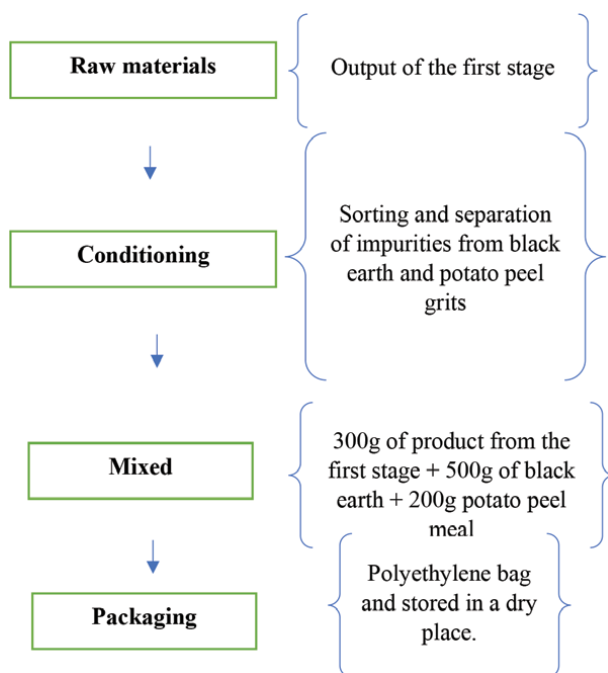 Raw materials
Output of the first stage
Conditioning
Sorting and separation
of impurities from black
earth and potato peel
grits
Mixed
300g of product from the
first stage + 500g of black
earth + 200g potato peel
meal
Packaging
Polyethylene bag
and stored in a dry
place.